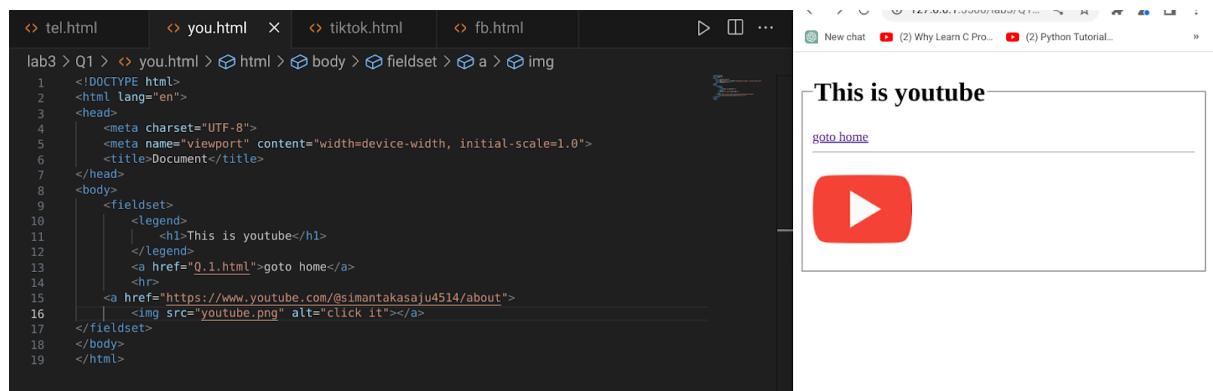 tel.html you.html × tiktok.html fb.html
lab3 > Q1 > you.html > html > body > fieldset > a > img
1 <!DOCTYPE html>
2 <html lang="en">
3 <head>
4 <meta charset="UTF-8">
5 <meta name="viewport" content="width=device-width, initial-scale=1.0">
6 <title>Document</title>
7 </head>
8 <body>
9 <fieldset>
10 <legend>
11 <h1>This is youtube</h1>
12 </legend>
13 <a href="Q.1.html">goto home</a>
14 <hr>
15 <a href="https://www.youtube.com/@simantakasaju4514/about">
16 <img src="youtube.png" alt="click it"></a>
17 </fieldset>
18 </body>
19 </html>
New chat (2) Why Learn C Pro... (2) Python Tutorial... »
This is youtube
goto home